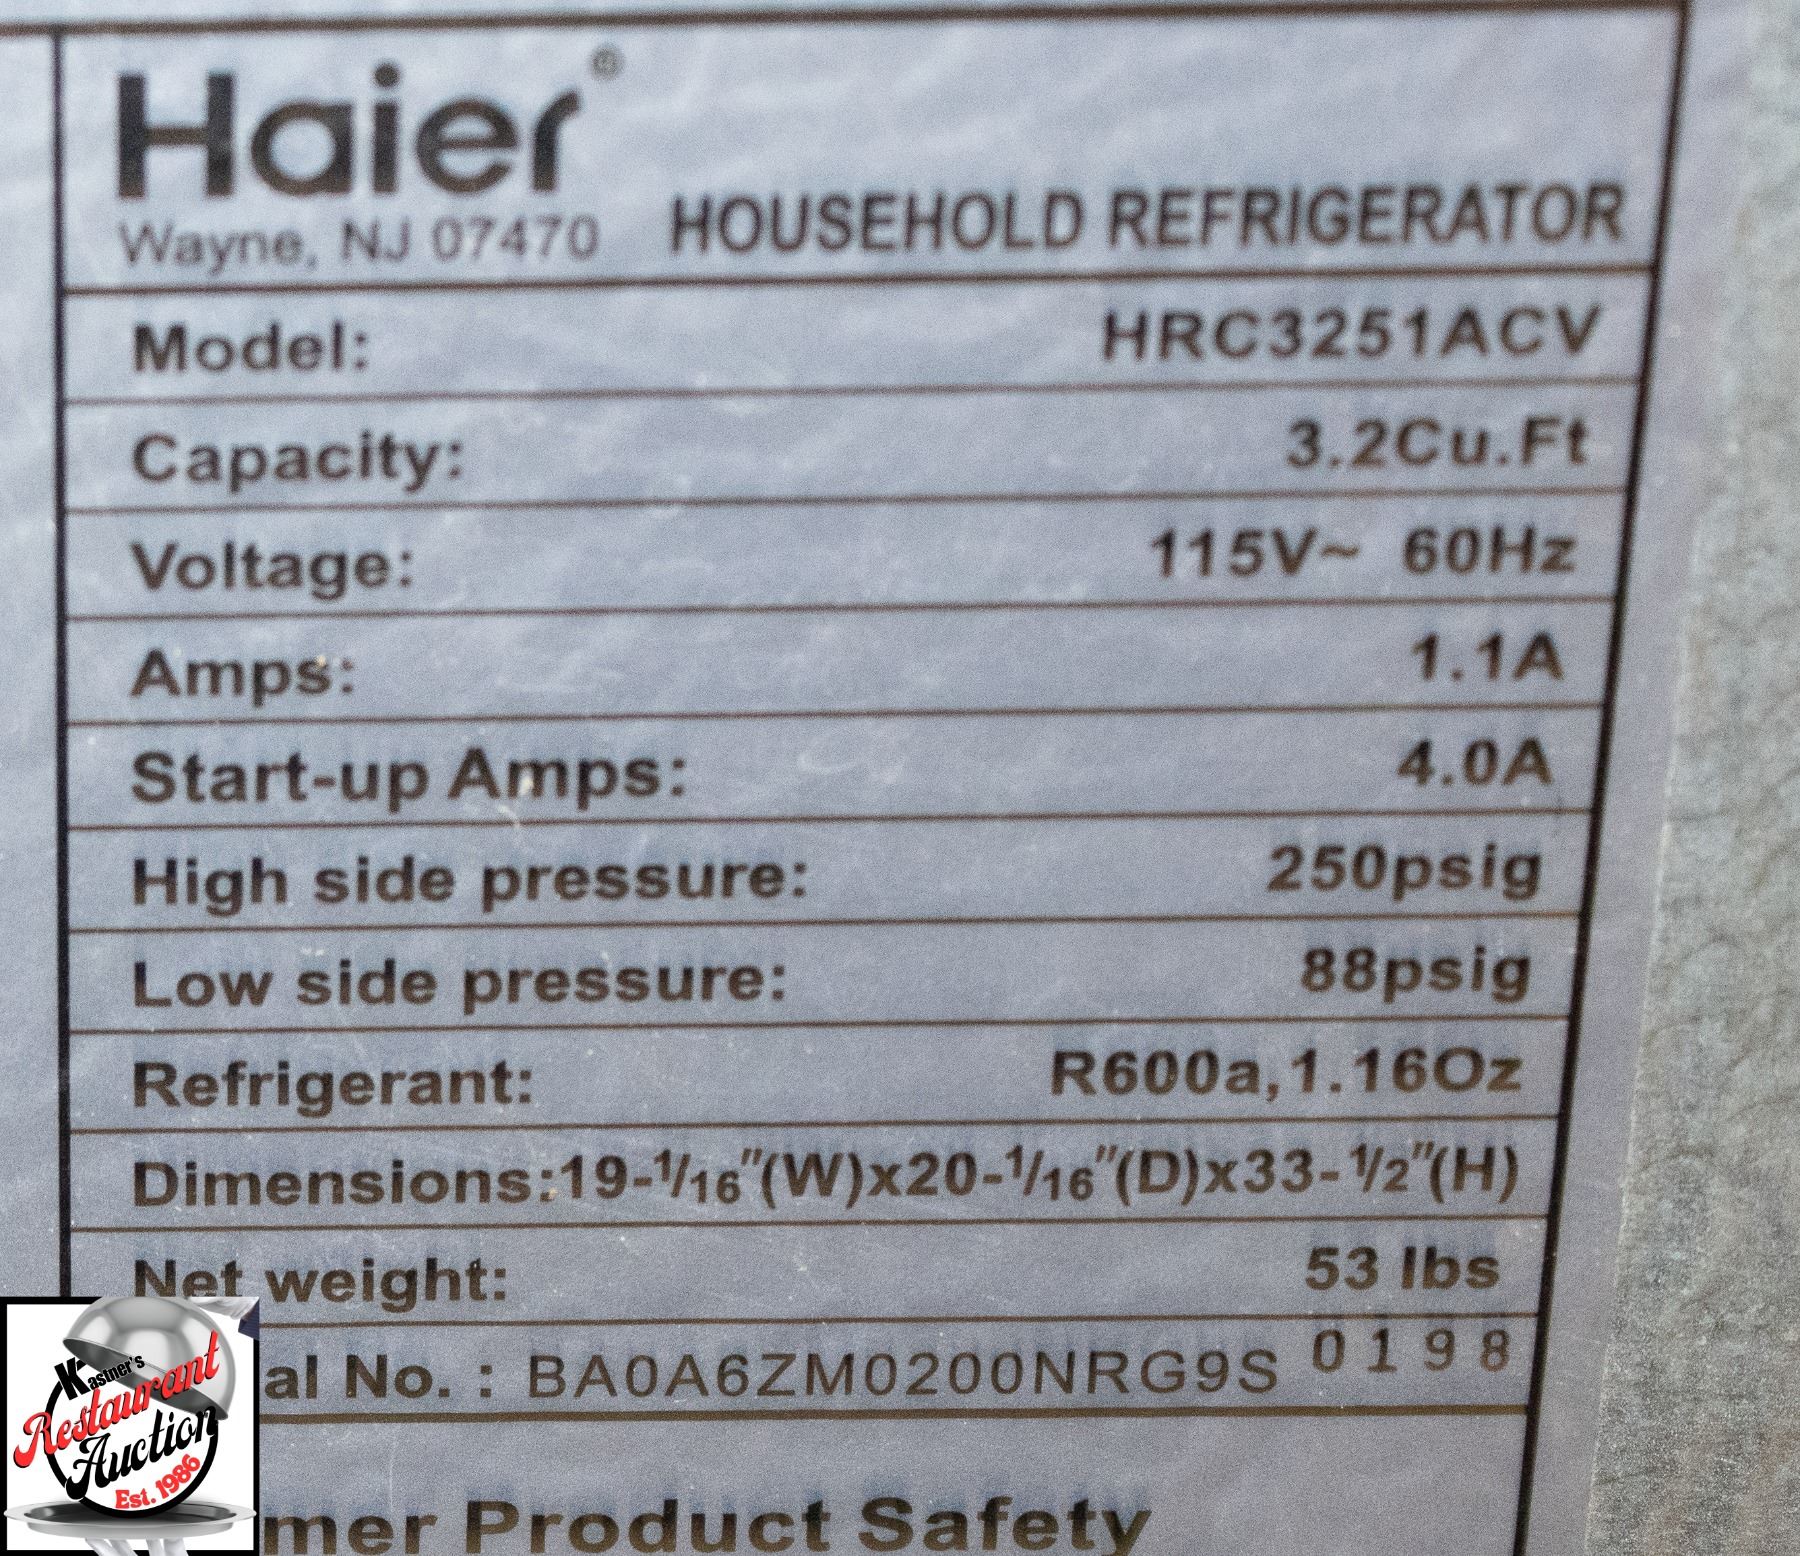 Haier®
Wayne, NJ 07470 HOUSEHOLD REFRIGERATOR
Model: HRC3251ACV
Capacity: 3.2Cu.Ft
Voltage: 115V~ 60Hz
Amps: 1.1A
Start-up Amps: 4.0A
High side pressure: 250psig
Low side pressure: 88psig
Refrigerant: R600a,1.16Oz
Dimensions:19-1/16"(W)x20-1/16"(D)x33-1/2"(H)
Net weight: 53 lbs
al No. : BA0A6ZM0200NRG9S 0198
mer Product Safety
Kastner's
Restaurant
Auction
Est. 1986